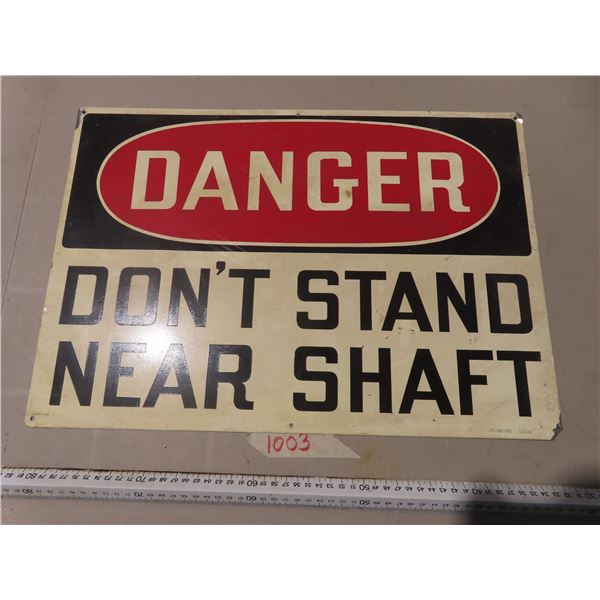 DANGER
DON'T STAND
NEAR SHAFT
1003